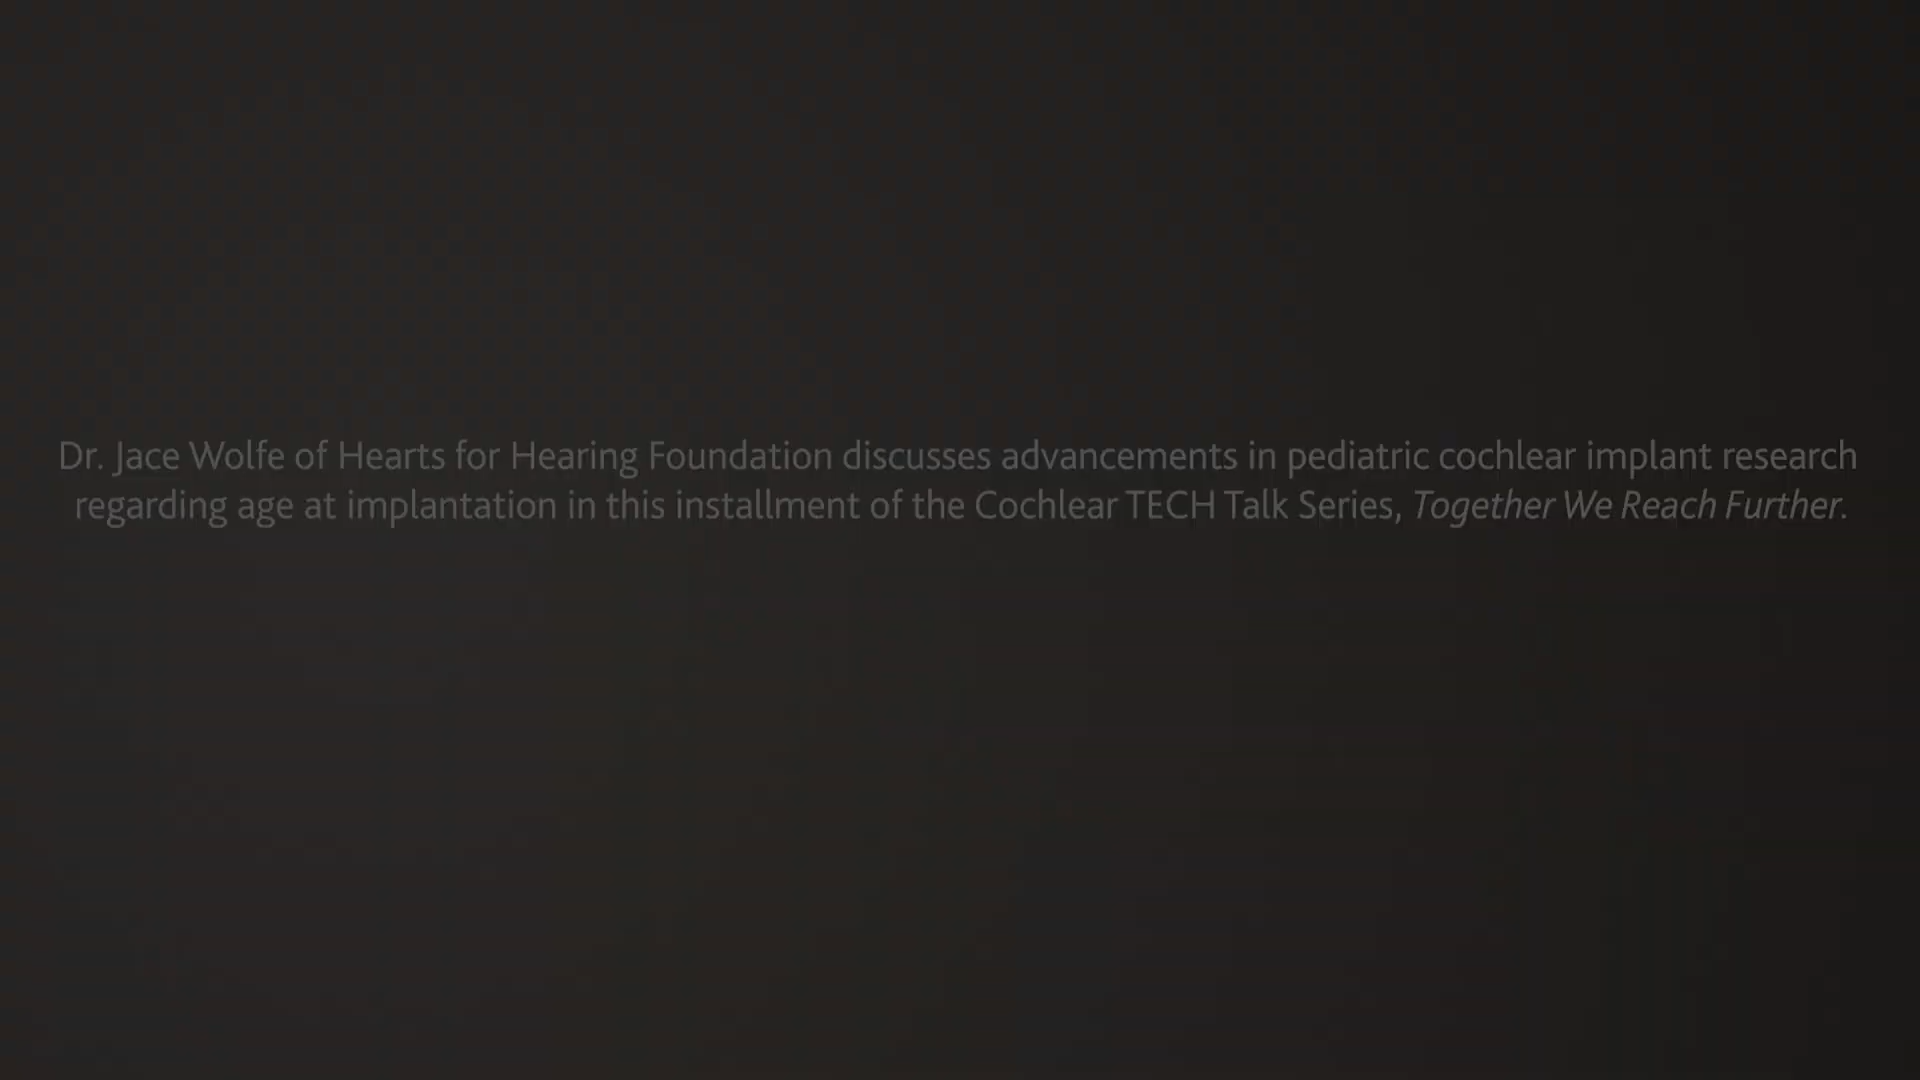 Dr. Jace Wolfe of Hearts for Hearing Foundation discusses advancements in pediatric cochlear implant research
regarding age at implantation in this installment of the Cochlear TECH Talk Series, Together We Reach Further.